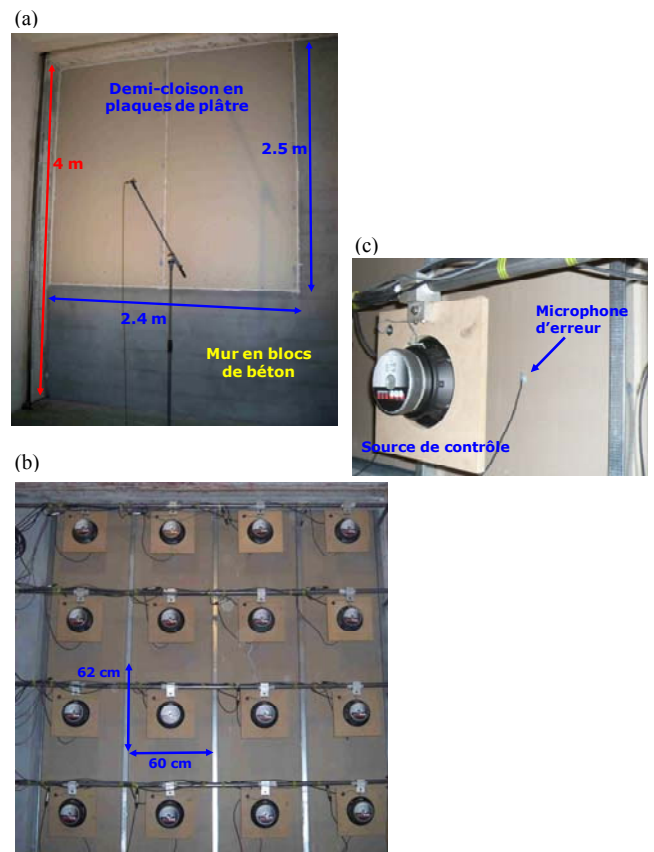 (a)
Demi-cloison en
plaques de plâtre
2.5 m
4 m
2.4 m
Mur en blocs
de béton
(c)
Microphone
d'erreur
Source de contrôle
(b)
62 cm
60 cm